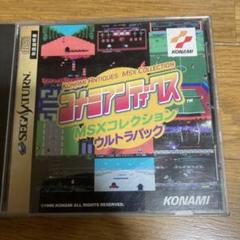 KONAMI
KONAMI ANTIQUES MSX COLLECTION
コナミアンティークス
MSXコレクション
ウルトラパック
SEGA SATURN
©1998 KONAMI ALL RIGHTS RESERVED.
KONAMI